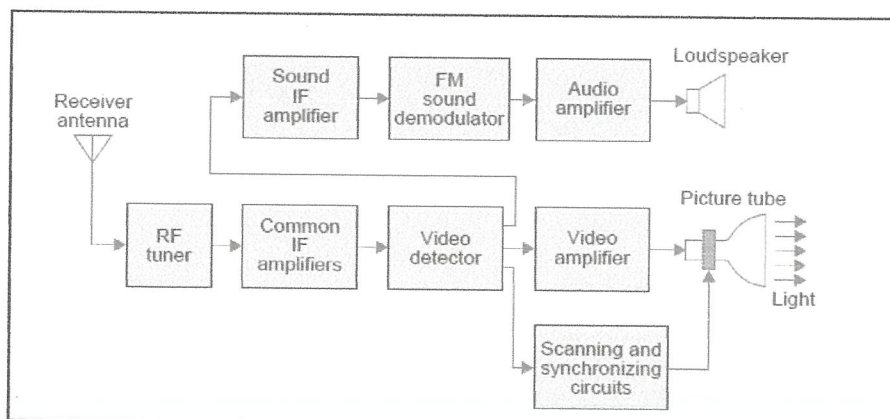 Receiver
antenna
Sound
IF
amplifier
FM
sound
demodulator
Audio
amplifier
Loudspeaker
RF
tuner
Common
IF
amplifiers
Video
detector
Video
amplifier
Picture tube
Light
Scanning and
synchronizing
circuits